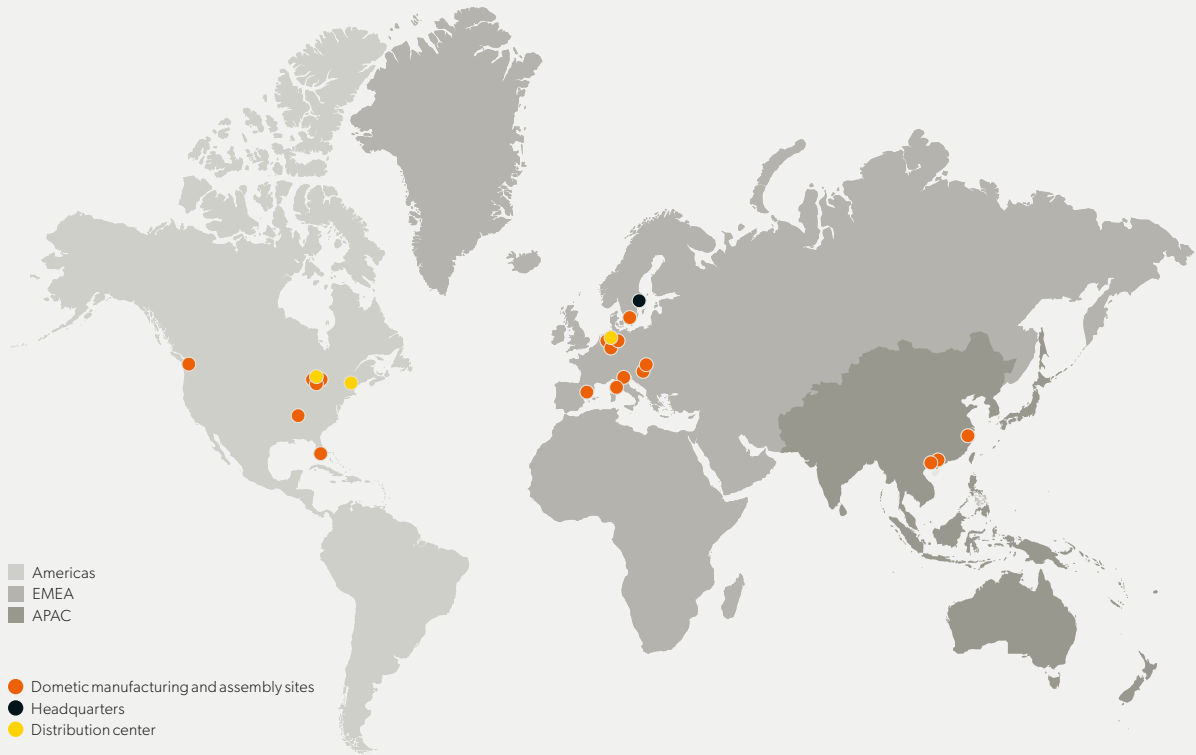 Americas
EMEA
APAC
Dometic manufacturing and assembly sites
Headquarters
Distribution center